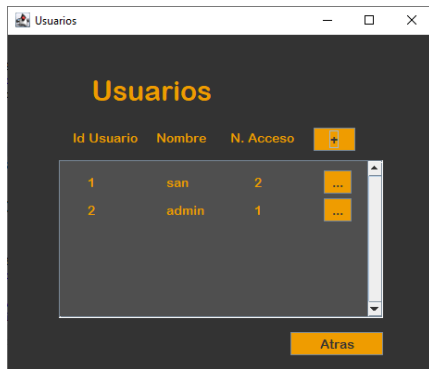 Usuarios
Usuarios
Id Usuario Nombre N. Acceso +
1 san 2 ...
2 admin 1 ...
Atras